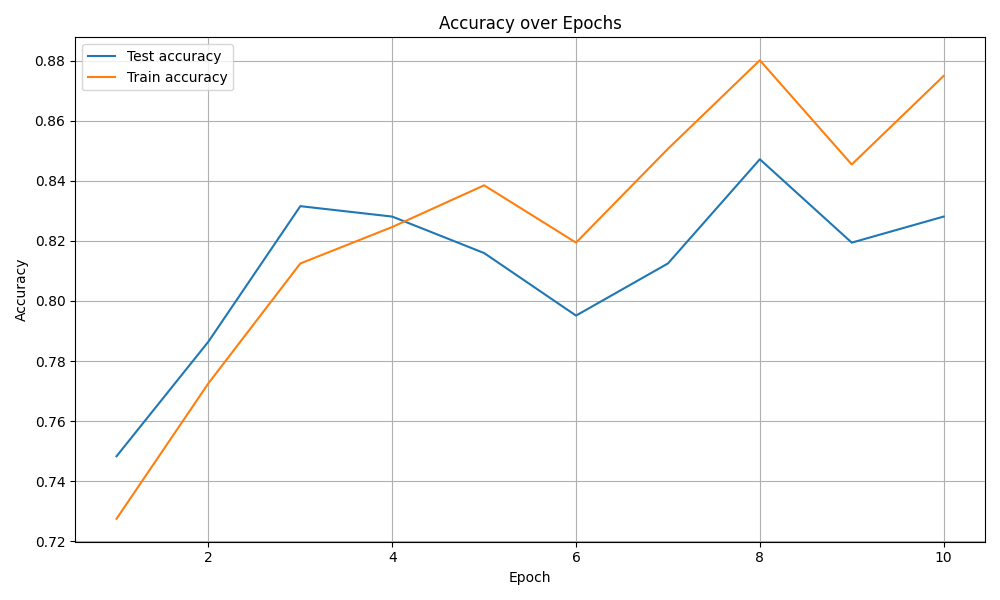 Accuracy over Epochs
Test accuracy
Train accuracy
0.88
0.86
0.84
0.82
0.80
0.78
0.76
0.74
0.72
Accuracy
2 4 6 8 10
Epoch